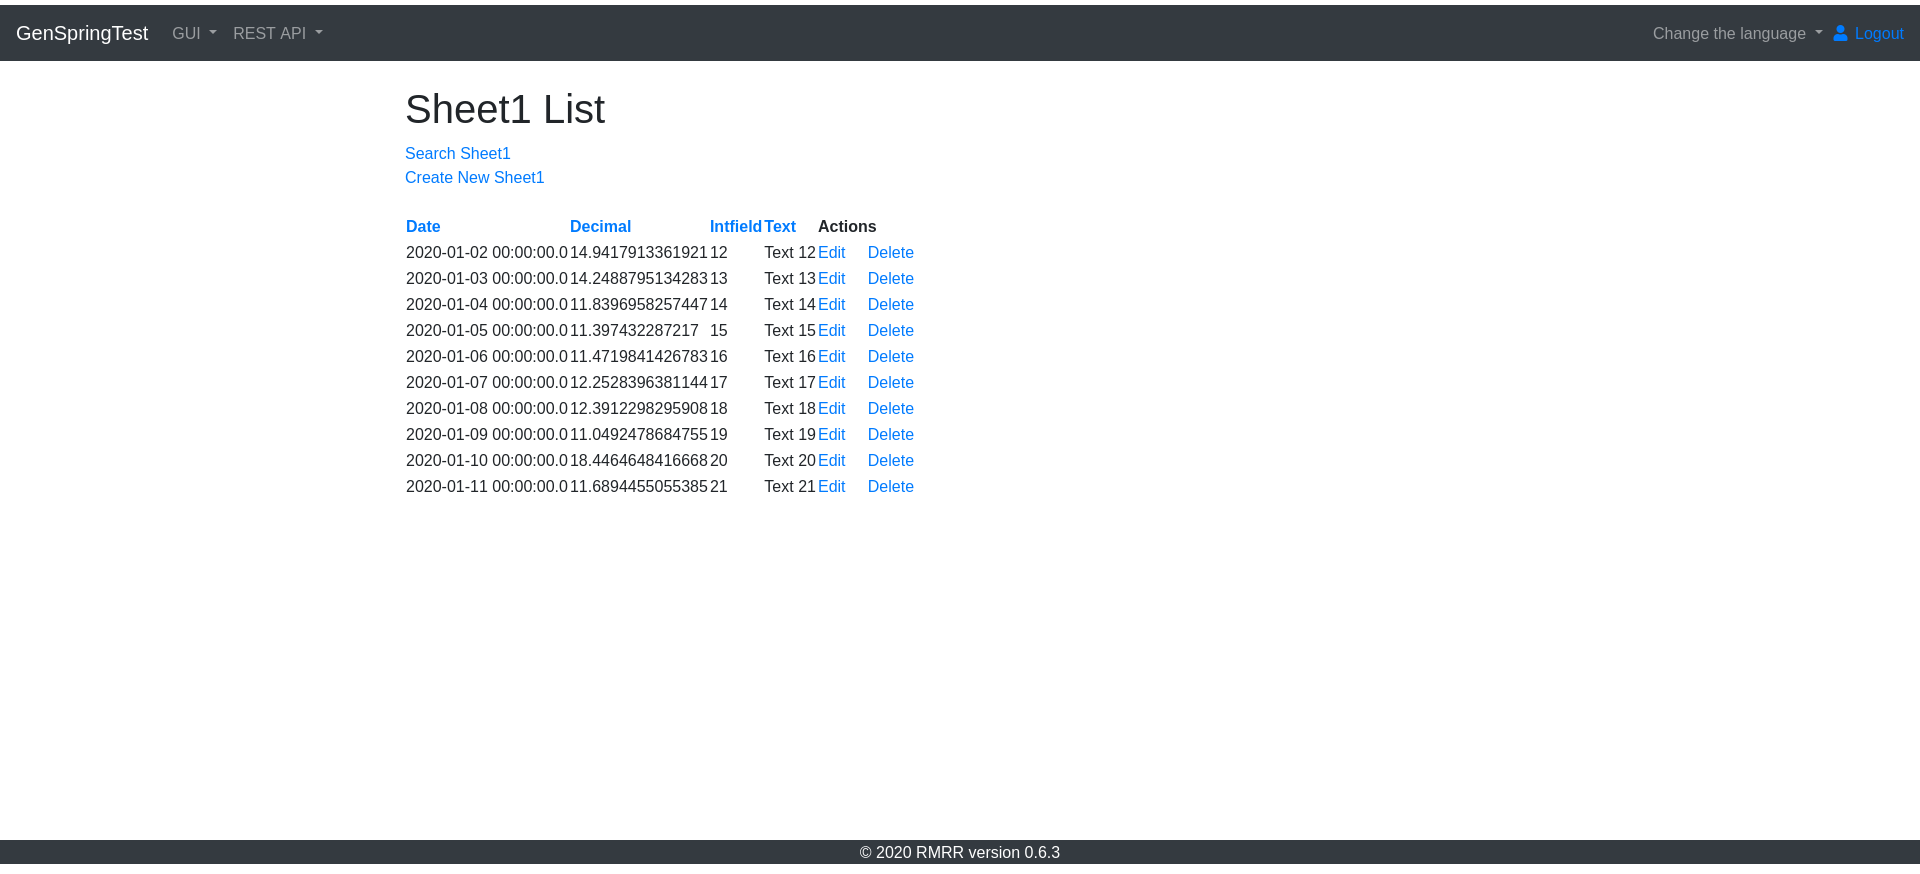 GenSpringTest GUI REST API Change the language Logout
Sheet1 List
Search Sheet1
Create New Sheet1
Date Decimal Intfield Text Actions
2020-01-02 00:00:00.0 14.9417913361921 12 Text 12 Edit Delete
2020-01-03 00:00:00.0 14.2488795134283 13 Text 13 Edit Delete
2020-01-04 00:00:00.0 11.8396958257447 14 Text 14 Edit Delete
2020-01-05 00:00:00.0 11.397432287217 15 Text 15 Edit Delete
2020-01-06 00:00:00.0 11.4719841426783 16 Text 16 Edit Delete
2020-01-07 00:00:00.0 12.2528396381144 17 Text 17 Edit Delete
2020-01-08 00:00:00.0 12.3912298295908 18 Text 18 Edit Delete
2020-01-09 00:00:00.0 11.0492478684755 19 Text 19 Edit Delete
2020-01-10 00:00:00.0 18.4464648416668 20 Text 20 Edit Delete
2020-01-11 00:00:00.0 11.6894455055385 21 Text 21 Edit Delete
© 2020 RMRR version 0.6.3